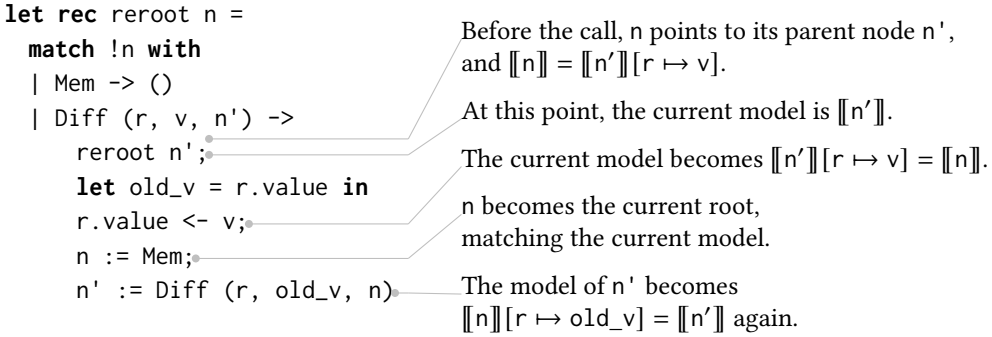 let rec reroot n =
match !n with
| Mem -> ()
| Diff (r, v, n') ->
reroot n';
let old_v = r.value in
r.value <- v;
n := Mem;
n' := Diff (r, old_v, n)
Before the call, n points to its parent node n',
and ⟦n⟧ = ⟦n′⟧[r ↦ v].
At this point, the current model is ⟦n′⟧.
The current model becomes ⟦n′⟧[r ↦ v] = ⟦n⟧.
n becomes the current root,
matching the current model.
The model of n' becomes
⟦n⟧[r ↦ old_v] = ⟦n′⟧ again.